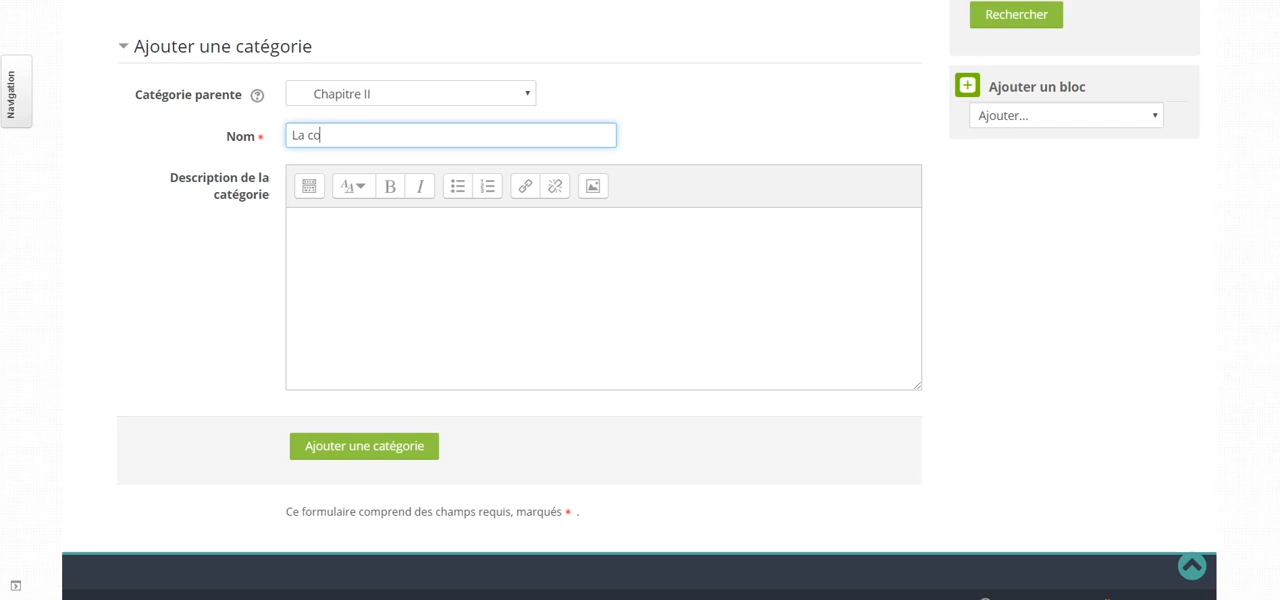 Rechercher
Ajouter une catégorie
Navigation
Catégorie parente
Chapitre II
Ajouter un bloc
Ajouter...
Nom
La co
Description de la
catégorie
B I
Ajouter une catégorie
Ce formulaire comprend des champs requis, marqués * .